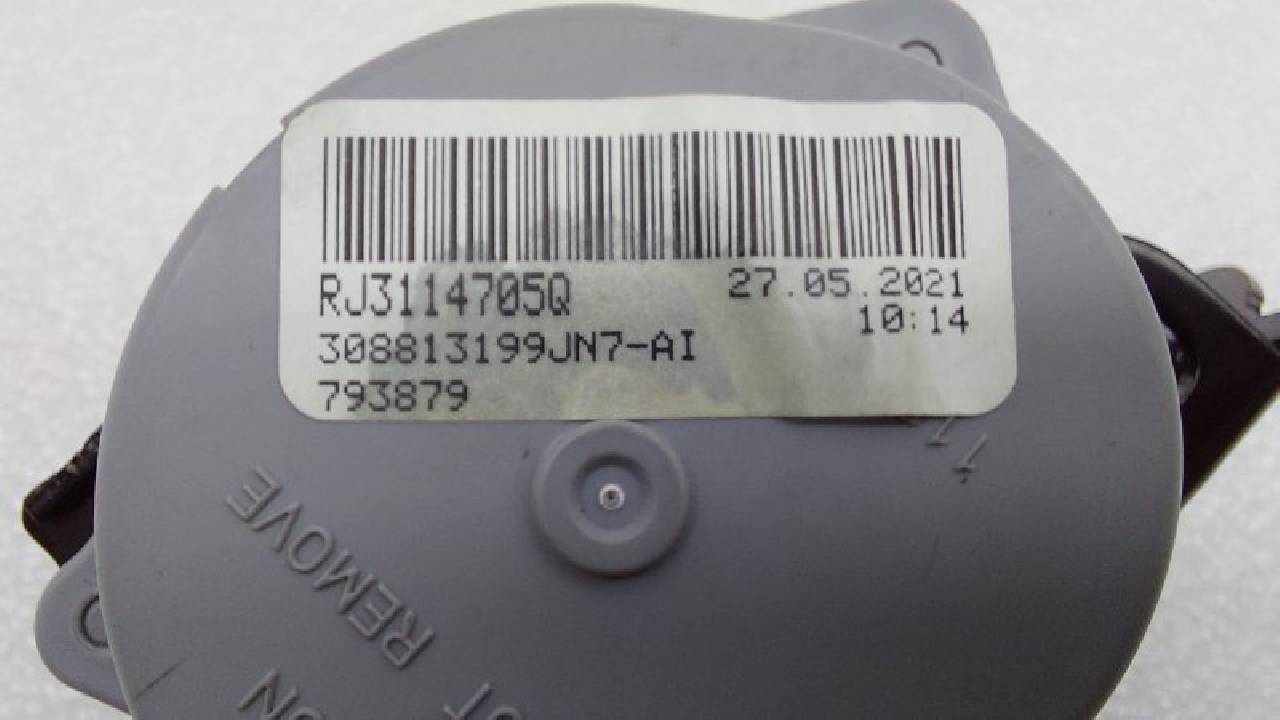 RJ3114705Q
27.05.2021
10:14
308813199JN7-AI
793879
REMOVE